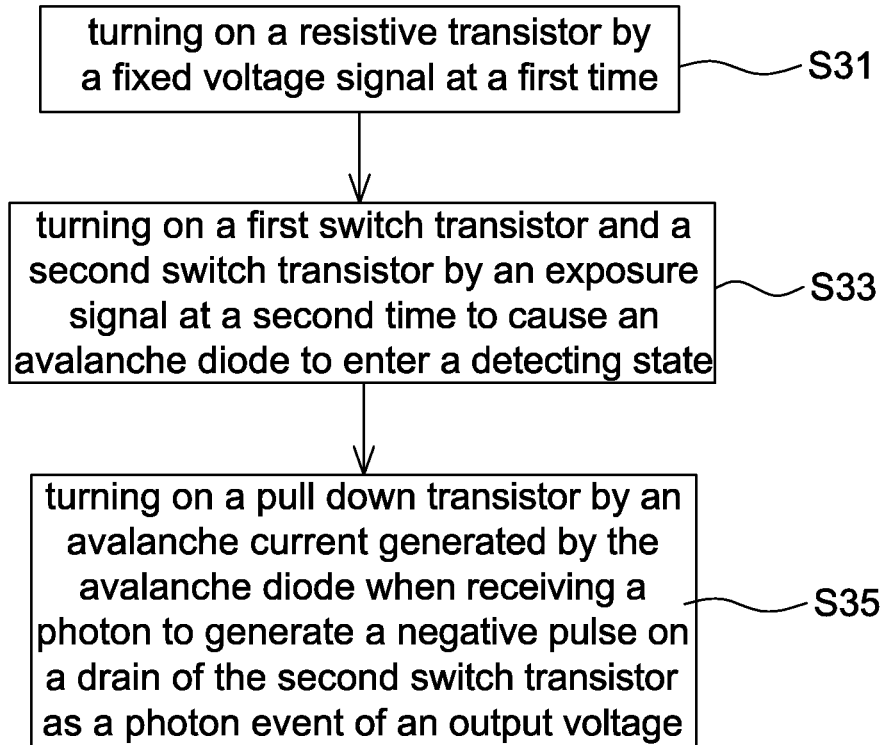 turning on a resistive transistor by
a fixed voltage signal at a first time
S31
turning on a first switch transistor and a
second switch transistor by an exposure
signal at a second time to cause an
avalanche diode to enter a detecting state
S33
turning on a pull down transistor by an
avalanche current generated by the
avalanche diode when receiving a
photon to generate a negative pulse on
a drain of the second switch transistor
as a photon event of an output voltage
S35